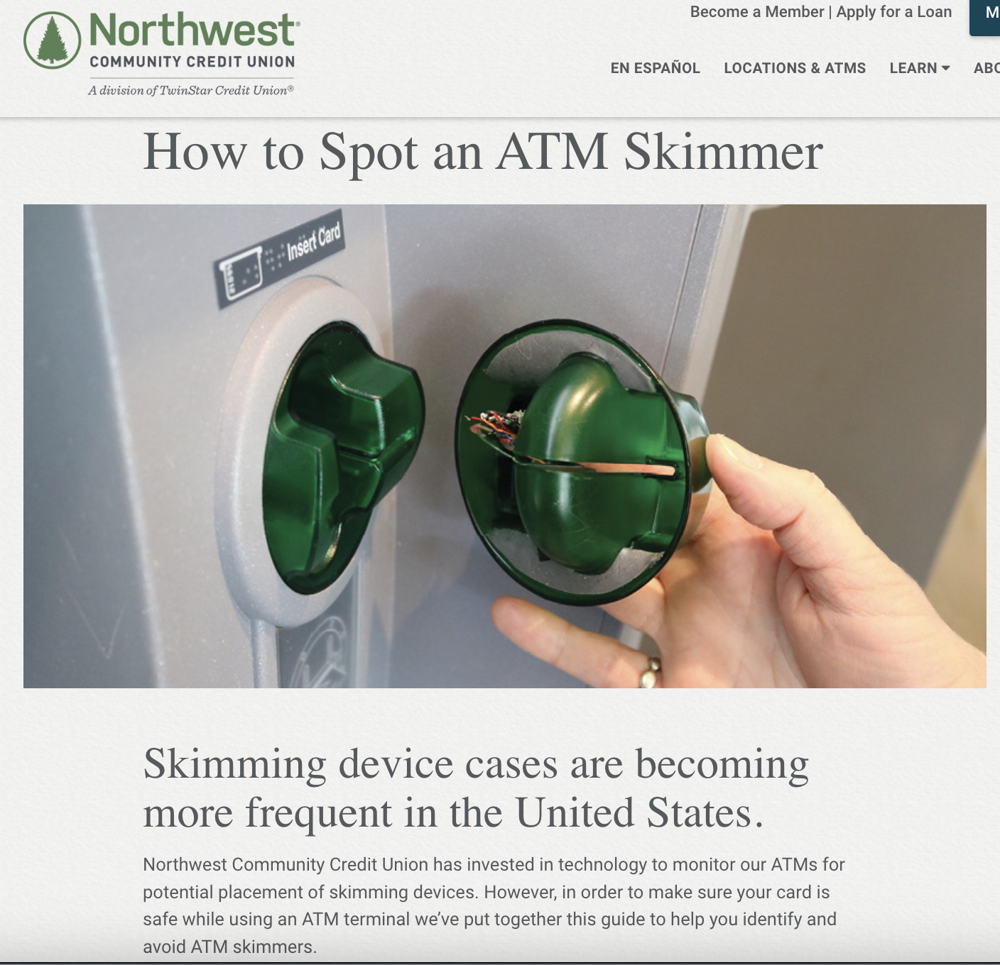 Northwest®
COMMUNITY CREDIT UNION
A division of TwinStar Credit Union®
Become a Member | Apply for a Loan
EN ESPAÑOL
LOCATIONS & ATMS
LEARN
How to Spot an ATM Skimmer
Insert Card
Skimming device cases are becoming
more frequent in the United States.
Northwest Community Credit Union has invested in technology to monitor our ATMs for
potential placement of skimming devices. However, in order to make sure your card is
safe while using an ATM terminal we’ve put together this guide to help you identify and
avoid ATM skimmers.